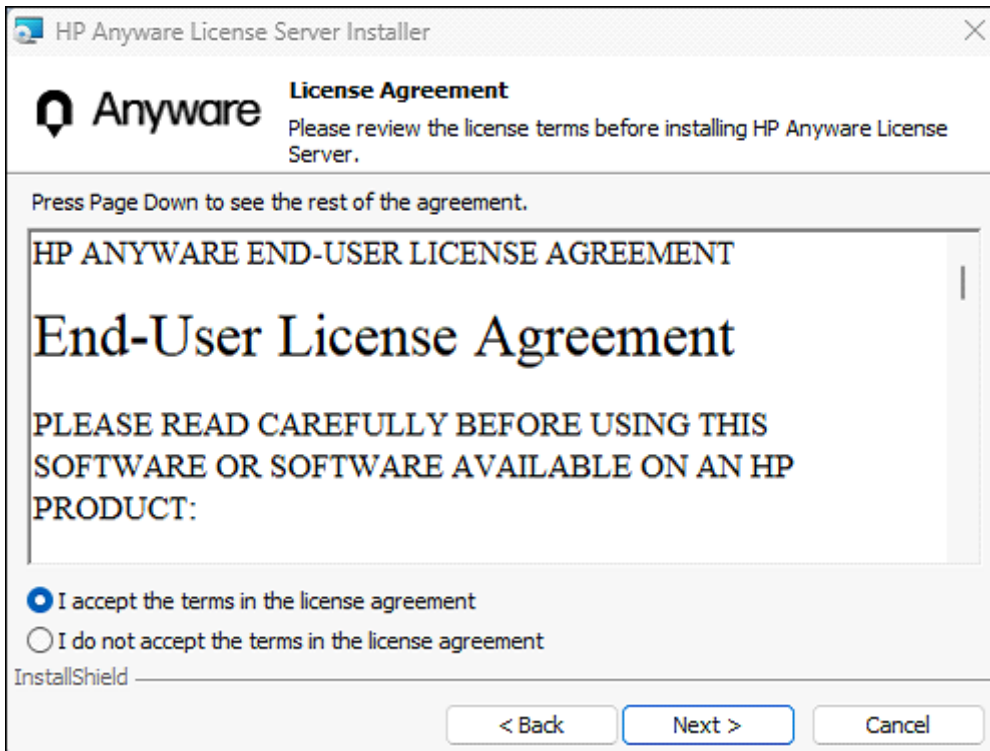 HP Anyware License Server Installer
Anyware
License Agreement
Please review the license terms before installing HP Anyware License
Server.
Press Page Down to see the rest of the agreement.
HP ANYWARE END-USER LICENSE AGREEMENT
End-User License Agreement
PLEASE READ CAREFULLY BEFORE USING THIS
SOFTWARE OR SOFTWARE AVAILABLE ON AN HP
PRODUCT:
I accept the terms in the license agreement
I do not accept the terms in the license agreement
InstallShield
< Back
Next >
Cancel